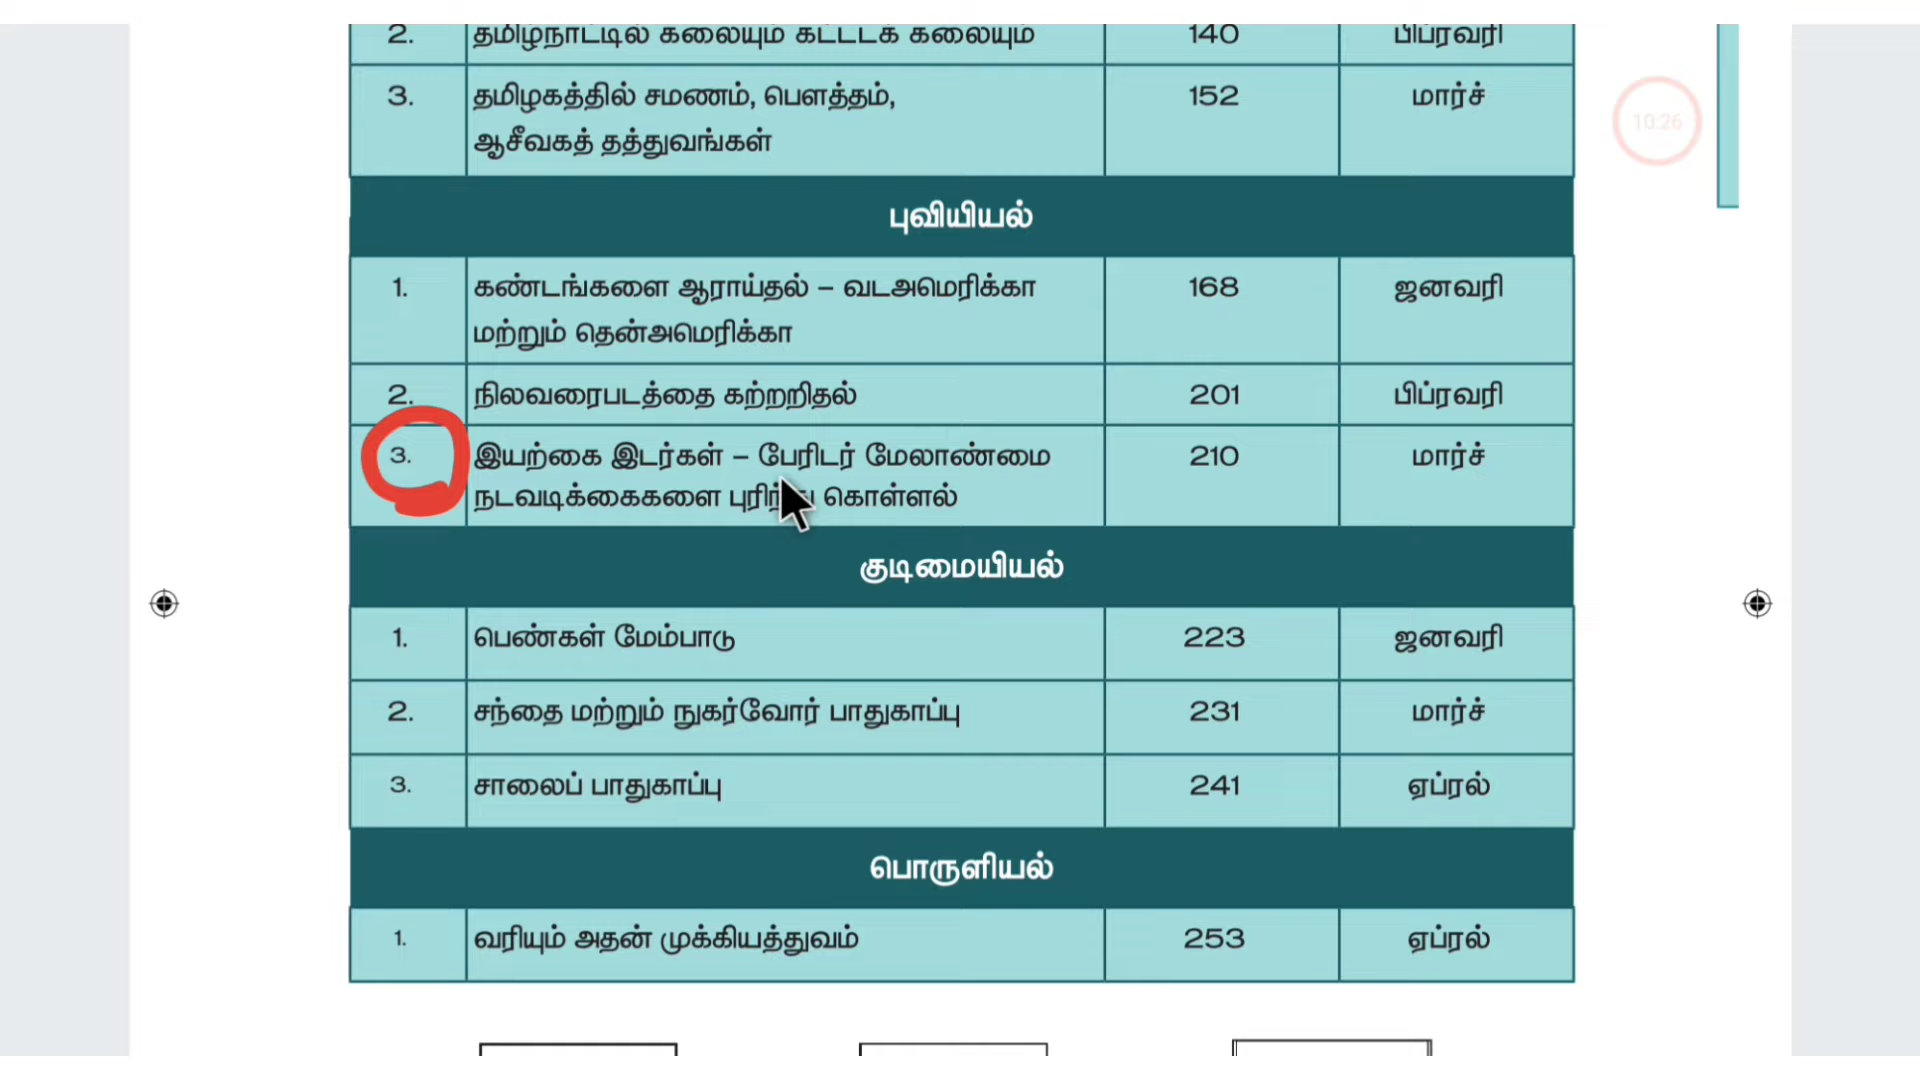 2. தமிழ்நாட்டில் கலையும் கட்டடக் கலையும் 140 பிப்ரவரி
3. தமிழகத்தில் சமணம், பௌத்தம், 152 மார்ச்
ஆசீவகத் தத்துவங்கள்
10:26
புவியியல்
1. கண்டங்களை ஆராய்தல் – வடஅமெரிக்கா 168 ஜனவரி
மற்றும் தென்அமெரிக்கா
2. நிலவரைபடத்தை கற்றறிதல் 201 பிப்ரவரி
3. இயற்கை இடர்கள் – பேரிடர் மேலாண்மை 210 மார்ச்
நடவடிக்கைகளை புரிந்து கொள்ளல்
குடிமையியல்
1. பெண்கள் மேம்பாடு 223 ஜனவரி
2. சந்தை மற்றும் நுகர்வோர் பாதுகாப்பு 231 மார்ச்
3. சாலைப் பாதுகாப்பு 241 ஏப்ரல்
பொருளியல்
1. வரியும் அதன் முக்கியத்துவம் 253 ஏப்ரல்